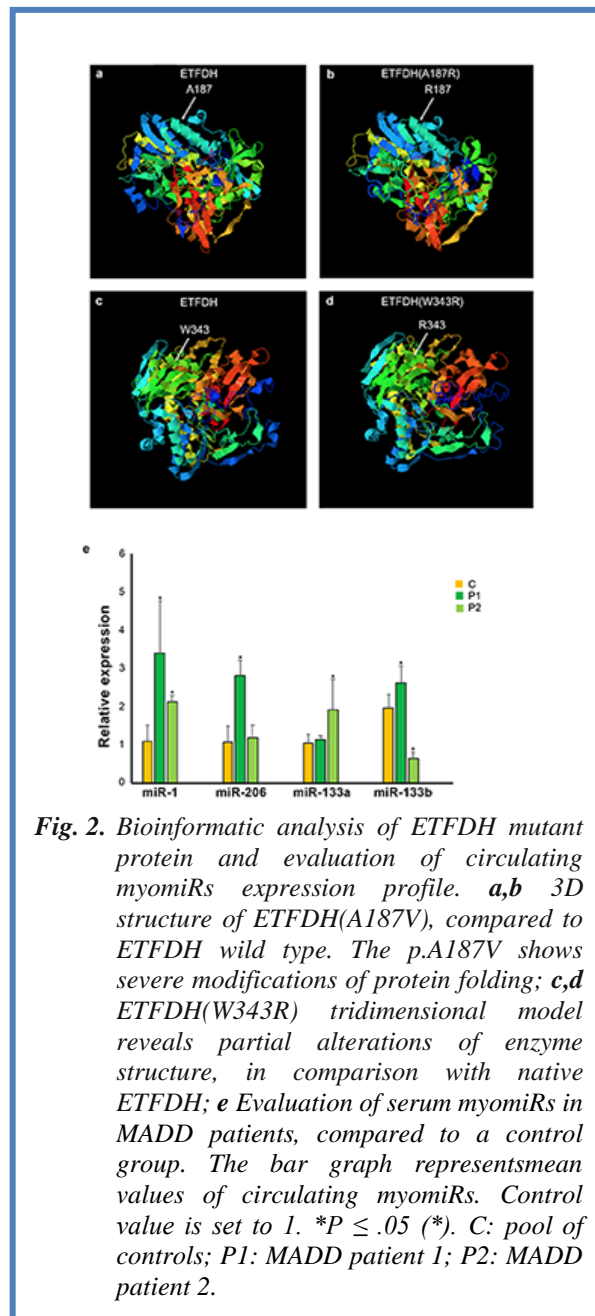 a
ETFDH
A187
b
ETFDH(A187R)
R187
c
ETFDH
W343
d
ETFDH(W343R)
R343
e
Relative expression
6
5
4
3
2
1
0
C
P1
P2
*
*
*
*
*
*
miR-1
miR-206
miR-133a
miR-133b
Fig. 2. Bioinformatic analysis of ETFDH mutant
protein and evaluation of circulating
myomiRs expression profile. a,b 3D
structure of ETFDH(A187V), compared to
ETFDH wild type. The p.A187V shows
severe modifications of protein folding; c,d
ETFDH(W343R) tridimensional model
reveals partial alterations of enzyme
structure, in comparison with native
ETFDH; e Evaluation of serum myomiRs in
MADD patients, compared to a control
group. The bar graph representsmean
values of circulating myomiRs. Control
value is set to 1. *P ≤ .05 (*). C: pool of
controls; P1: MADD patient 1; P2: MADD
patient 2.